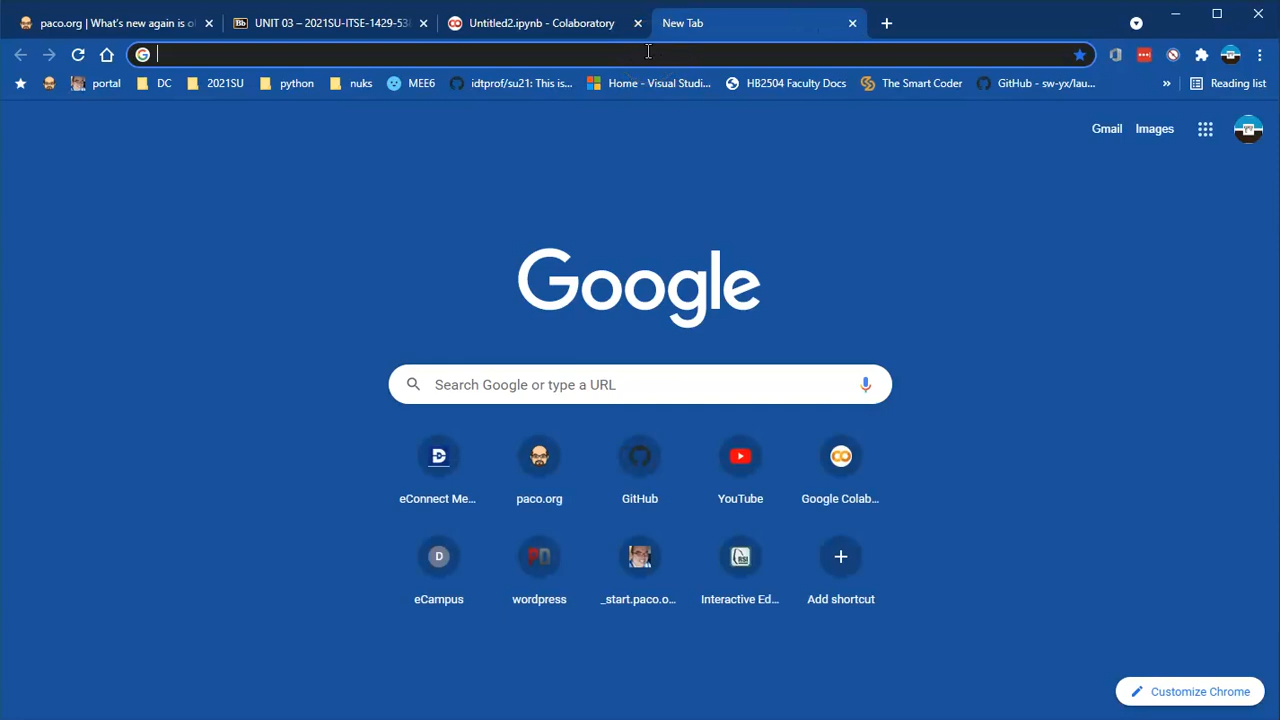 paco.org | What's new again is o
UNIT 03 – 2021SU-ITSE-1429-53
Untitled2.ipynb - Colaboratory
New Tab
portal
DC
2021SU
python
nuks
MEE6
idtprof/su21: This is...
Home - Visual Studi...
HB2504 Faculty Docs
The Smart Coder
GitHub - sw-yx/lau...
»
Reading list
Gmail
Images
Google
Search Google or type a URL
eConnect Me...
paco.org
GitHub
YouTube
Google Colab...
D
eCampus
wordpress
_start.paco.o...
Interactive Ed...
Add shortcut
Customize Chrome